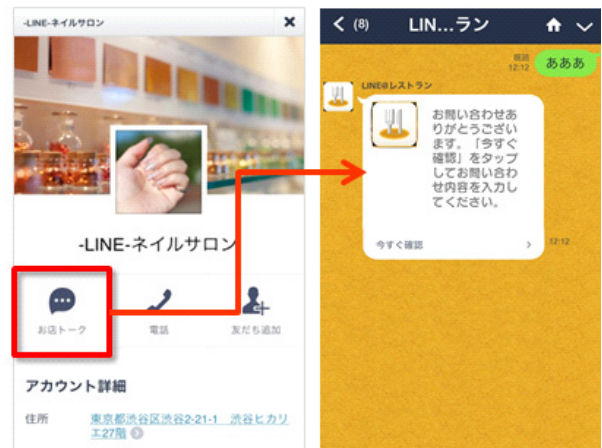 -LINE-ネイルサロン
-LINE-ネイルサロン
お店トーク
電話
友だち追加
アカウント詳細
住所
東京都渋谷区渋谷2-21-1 渋谷ヒカリ
エ27階
(8)
LIN...ラン
既読
12:12
あああ
LINE@レストラン
お問い合わせあ
りがとうござい
ます。「今すぐ
確認」をタップ
してお問い合わ
せ内容を入力し
てください。
今すぐ確認
12:12